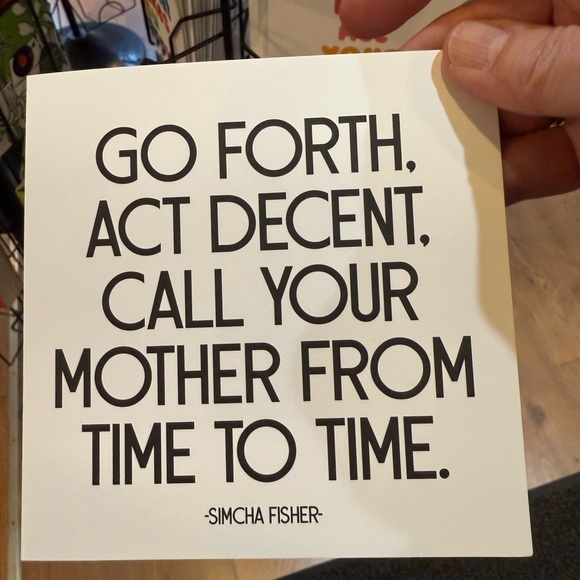 GO FORTH,
ACT DECENT,
CALL YOUR
MOTHER FROM
TIME TO TIME.
-SIMCHA FISHER-